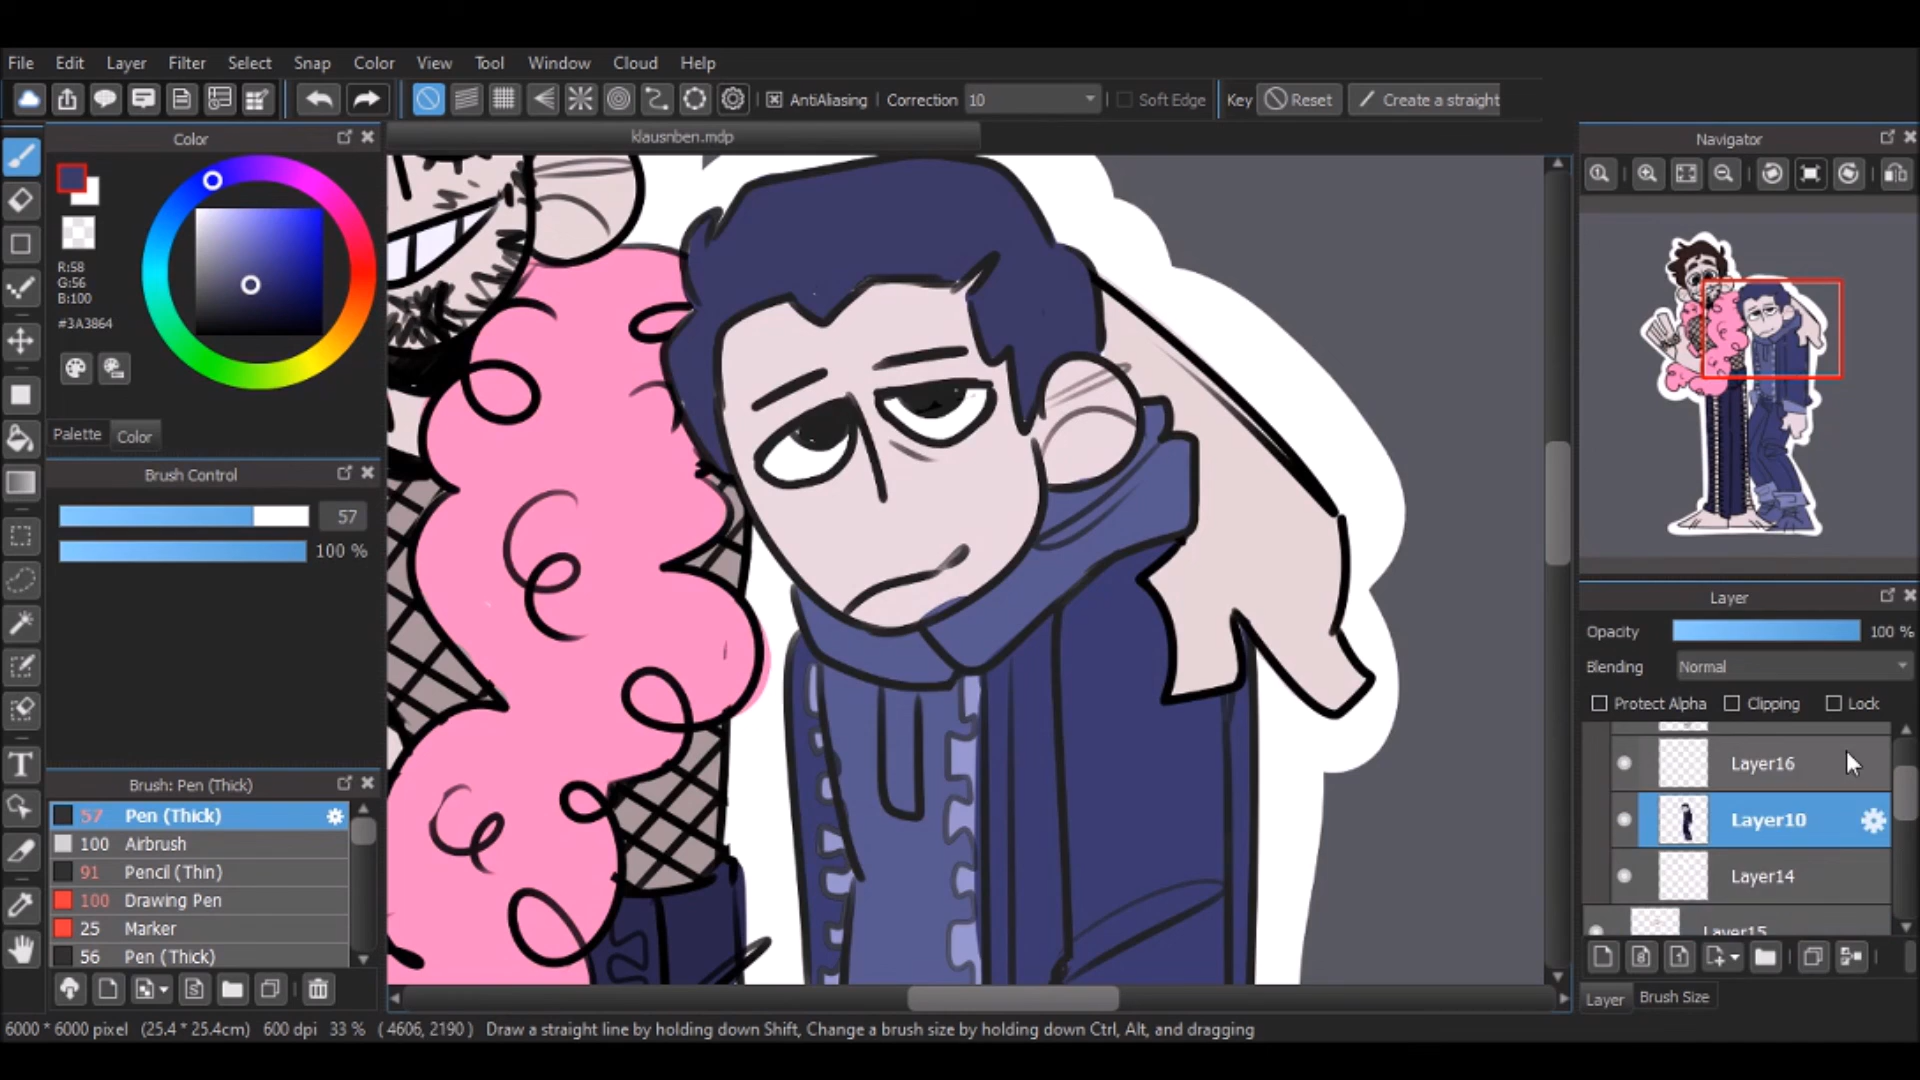 File Edit Layer Filter Select Snap Color View Tool Window Cloud Help
AntiAliasing Correction 10 Soft Edge Key Reset Create a straight
Color
klausnben.mdp
Navigator
R:58
G:56
B:100
#3A3864
Palette Color
Brush Control
57
100 %
Layer
Opacity 100 %
Blending Normal
Protect Alpha Clipping Lock
Layer16
Layer10
Layer14
Layer15
Brush: Pen (Thick)
57 Pen (Thick)
100 Airbrush
91 Pencil (Thin)
100 Drawing Pen
25 Marker
56 Pen (Thick)
Layer Brush Size
6000 * 6000 pixel (25.4 * 25.4cm) 600 dpi 33 % ( 4606, 2190 ) Draw a straight line by holding down Shift, Change a brush size by holding down Ctrl, Alt, and dragging